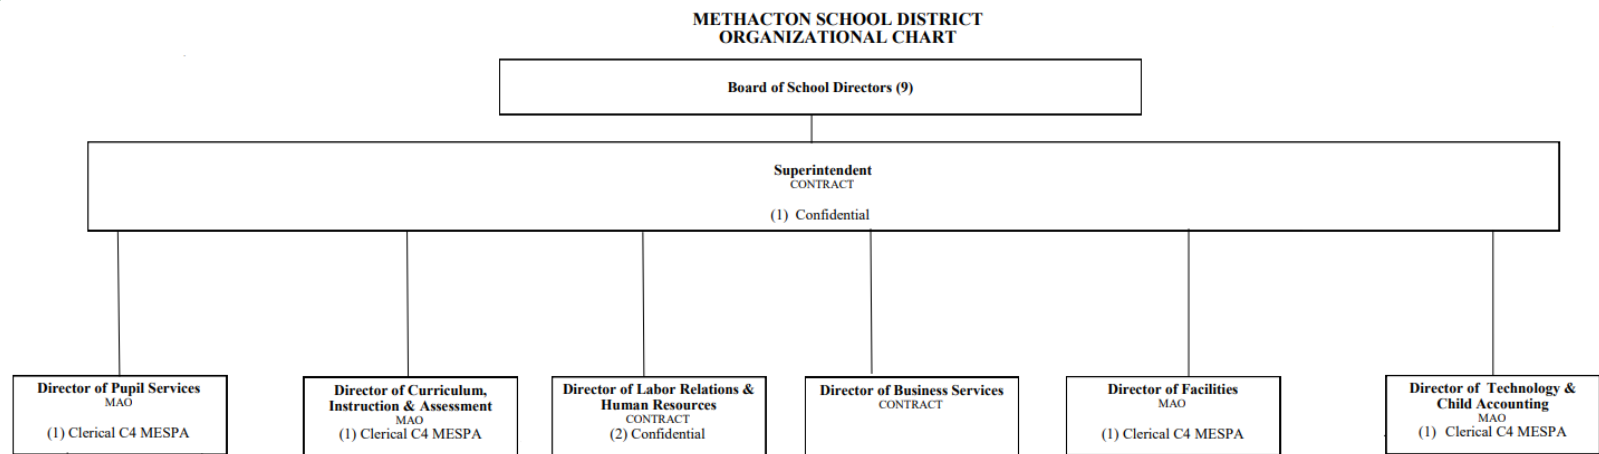 METHACTON SCHOOL DISTRICT
ORGANIZATIONAL CHART
Board of School Directors (9)
Superintendent
CONTRACT
(1) Confidential
Director of Pupil Services
MAO
(1) Clerical C4 MESPA
Director of Curriculum,
Instruction & Assessment
MAO
(1) Clerical C4 MESPA
Director of Labor Relations &
Human Resources
CONTRACT
(2) Confidential
Director of Business Services
CONTRACT
Director of Facilities
MAO
(1) Clerical C4 MESPA
Director of Technology &
Child Accounting
MAO
(1) Clerical C4 MESPA